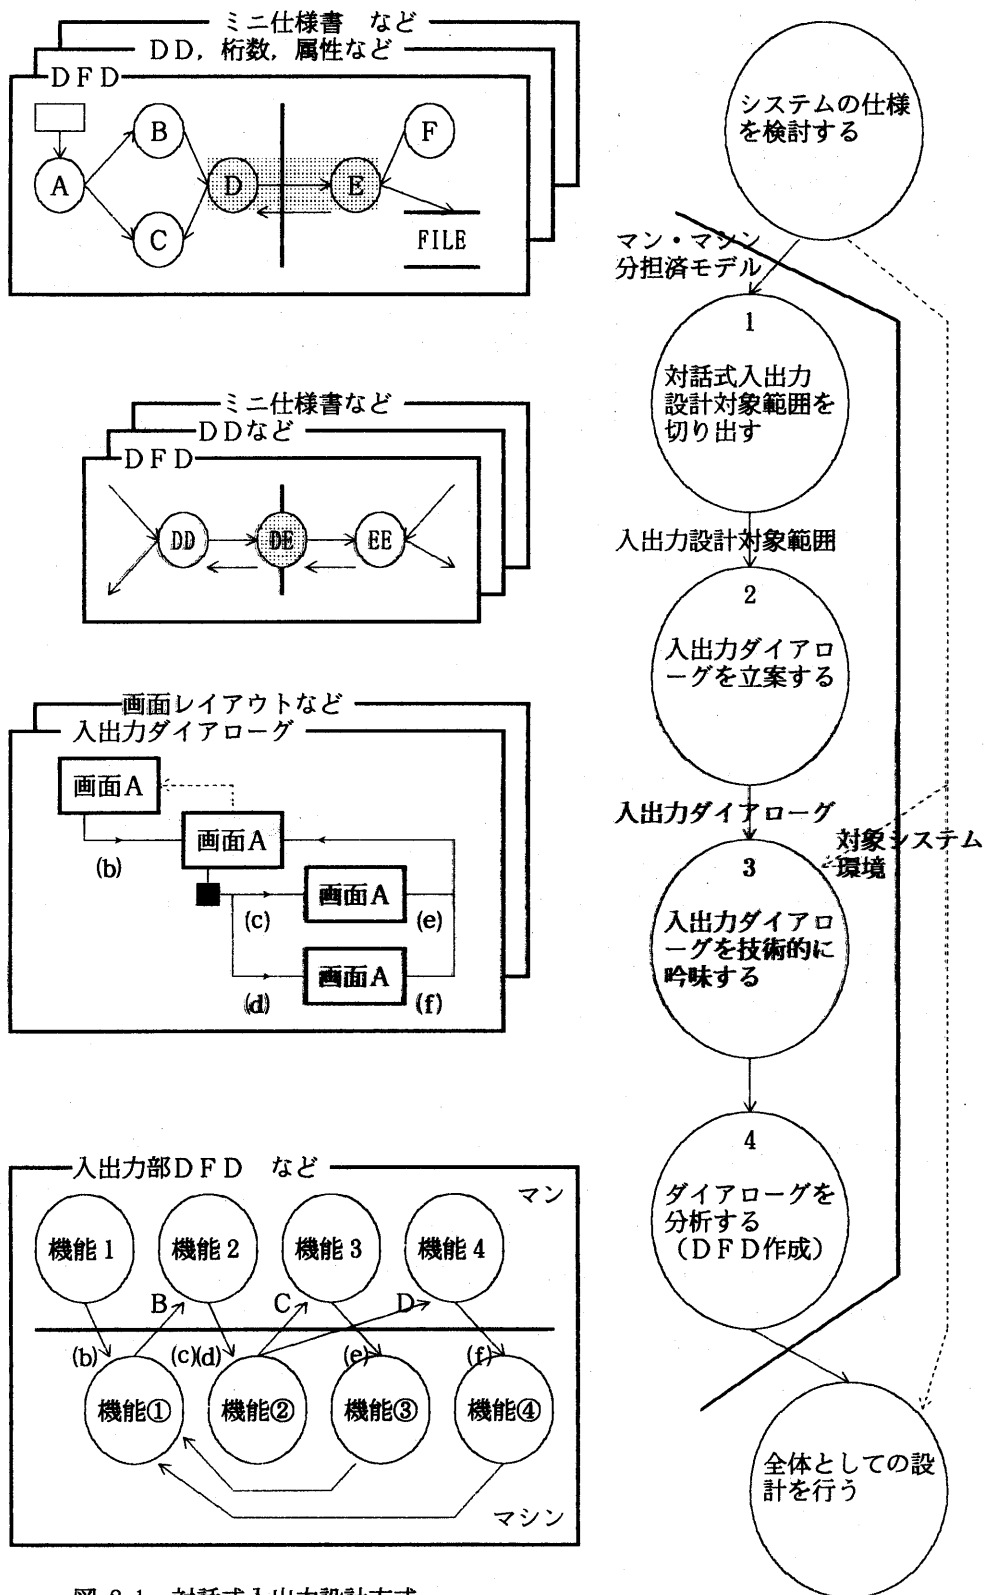 ミニ仕様書　など
ＤＤ，桁数，属性など
ＤＦＤ
B
F
A
D
E
C
FILE
ミニ仕様書など
ＤＤなど
ＤＦＤ
DD
DE
EE
画面レイアウトなど
入出力ダイアローグ
画面A
画面A
(b)
画面A
(c)
(e)
画面A
(d)
(f)
入出力部ＤＦＤ　など
マン
機能1
機能2
機能3
機能4
B
C
D
(b)
(c)(d)
(e)
(f)
機能①
機能②
機能③
機能④
マシン
システムの仕様
を検討する
マン・マシン
分担済モデル
1
対話式入出力
設計対象範囲を
切り出す
入出力設計対象範囲
2
入出力ダイアロ
ーグを立案する
入出力ダイアローグ
対象システム
環境
3
入出力ダイアロ
ーグを技術的に
吟味する
4
ダイアローグを
分析する
（ＤＦＤ作成）
全体としての設
計を行う